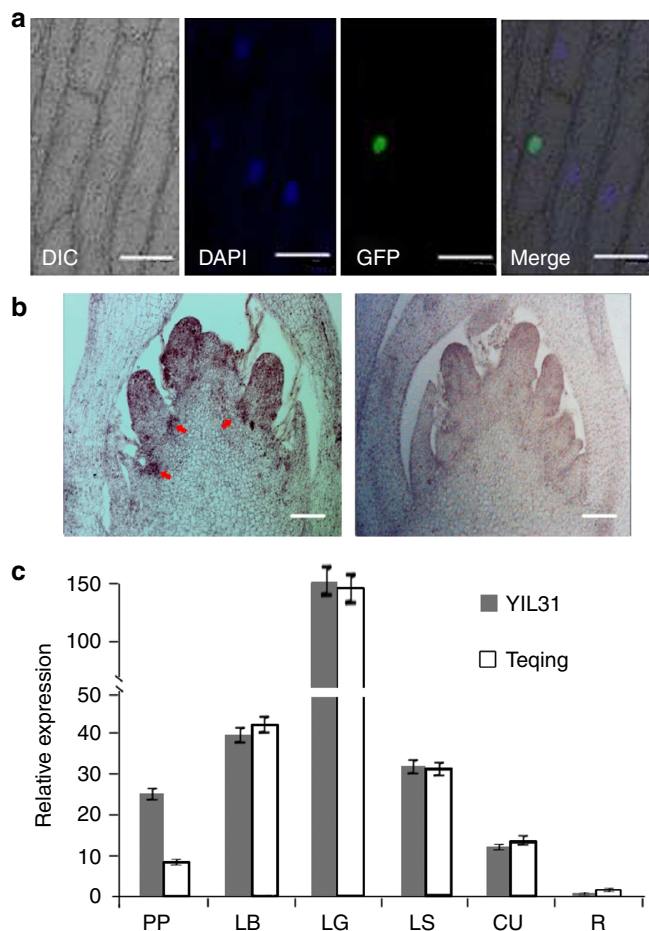 a
DIC
DAPI
GFP
Merge
b
c
150
100
50
40
30
20
10
0
Relative expression
YIL31
Teqing
PP
LB
LG
LS
CU
R